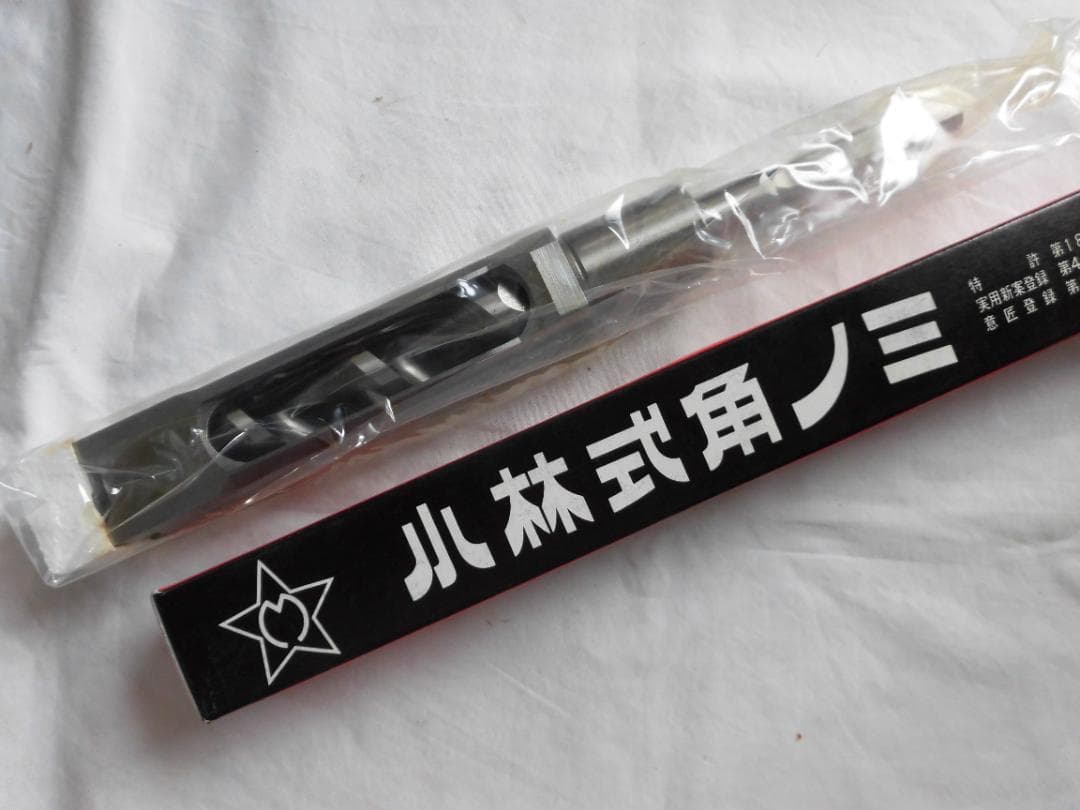 小林式角ノミ
特許 第18
実用新案登録 第4
意匠登録 第